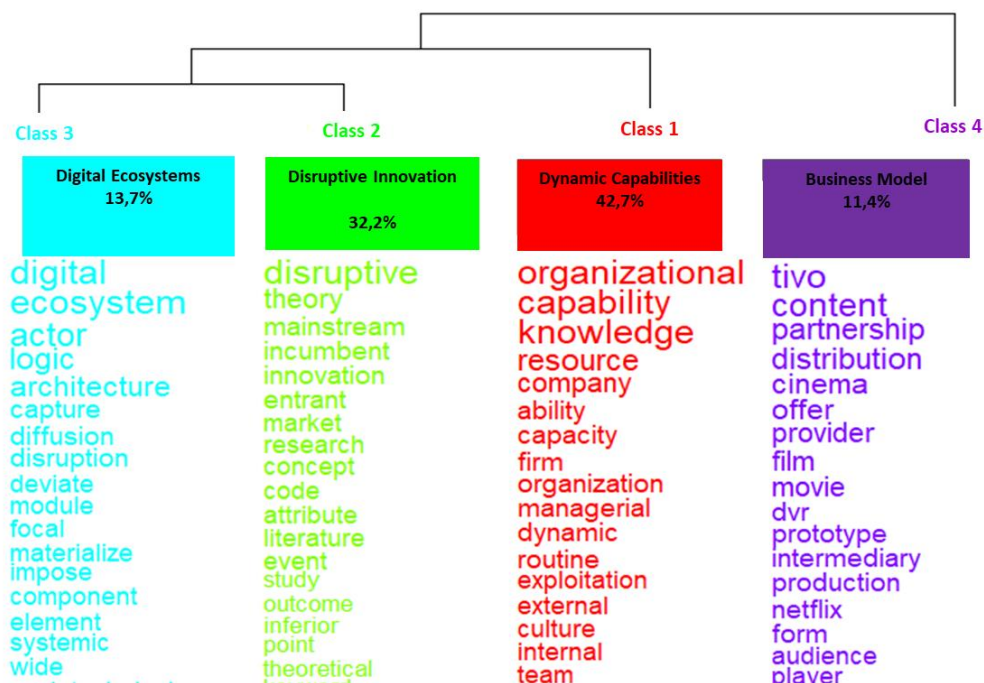 Class 3
Class 2
Class 1
Class 4
Digital Ecosystems
13,7%
Disruptive Innovation
32,2%
Dynamic Capabilities
42,7%
Business Model
11,4%
digital
ecosystem
actor
logic
architecture
capture
diffusion
disruption
deviate
module
focal
materialize
impose
component
element
systemic
wide
disruptive
theory
mainstream
incumbent
innovation
entrant
market
research
concept
code
attribute
literature
event
study
outcome
inferior
point
theoretical
organizational
capability
knowledge
resource
company
ability
capacity
firm
organization
managerial
dynamic
routine
exploitation
external
culture
internal
team
tivo
content
partnership
distribution
cinema
offer
provider
film
movie
dvr
prototype
intermediary
production
netflix
form
audience
player